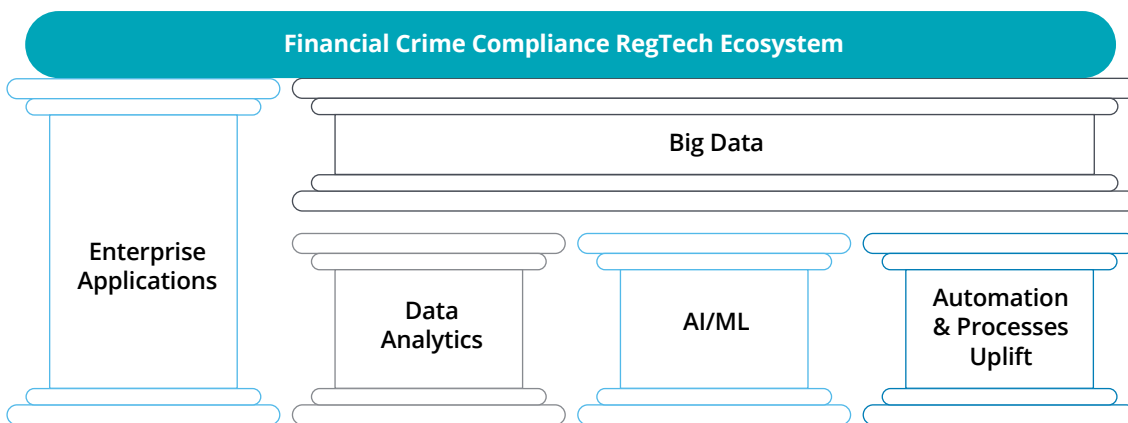 Financial Crime Compliance RegTech Ecosystem
Big Data
Enterprise
Applications
Data
Analytics
AI/ML
Automation
& Processes
Uplift